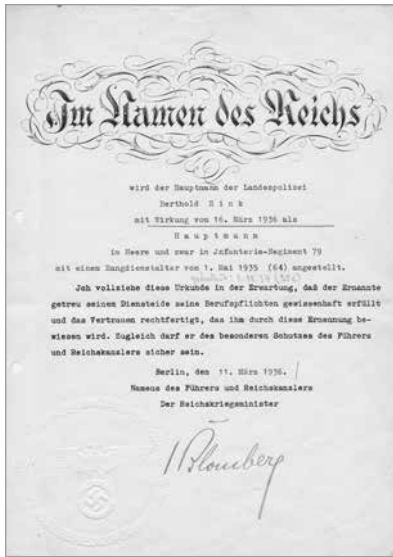 Im Namen des Reichs
wird der Hauptmann der Landespolizei
Berthold Zink
mit Wirkung vom 16. März 1936 als
Hauptmann
im Heere und zwar im Infanterie-Regiment 79
mit einem Rangdienstalter vom 1. Mai 1935 (64) angestellt.
Ich vollziehe diese Urkunde in der Erwartung, daß der Ernannte
getreu seinem Diensteide seine Berufspflichten gewissenhaft erfüllt
und das Vertrauen rechtfertigt, das ihm durch diese Ernennung be-
wiesen wird. Zugleich darf er des besonderen Schutzes des Führers
und Reichskanzlers sicher sein.
Berlin, den 11. März 1936.
Namens des Führers und Reichskanzlers
Der Reichskriegsminister
Blomberg